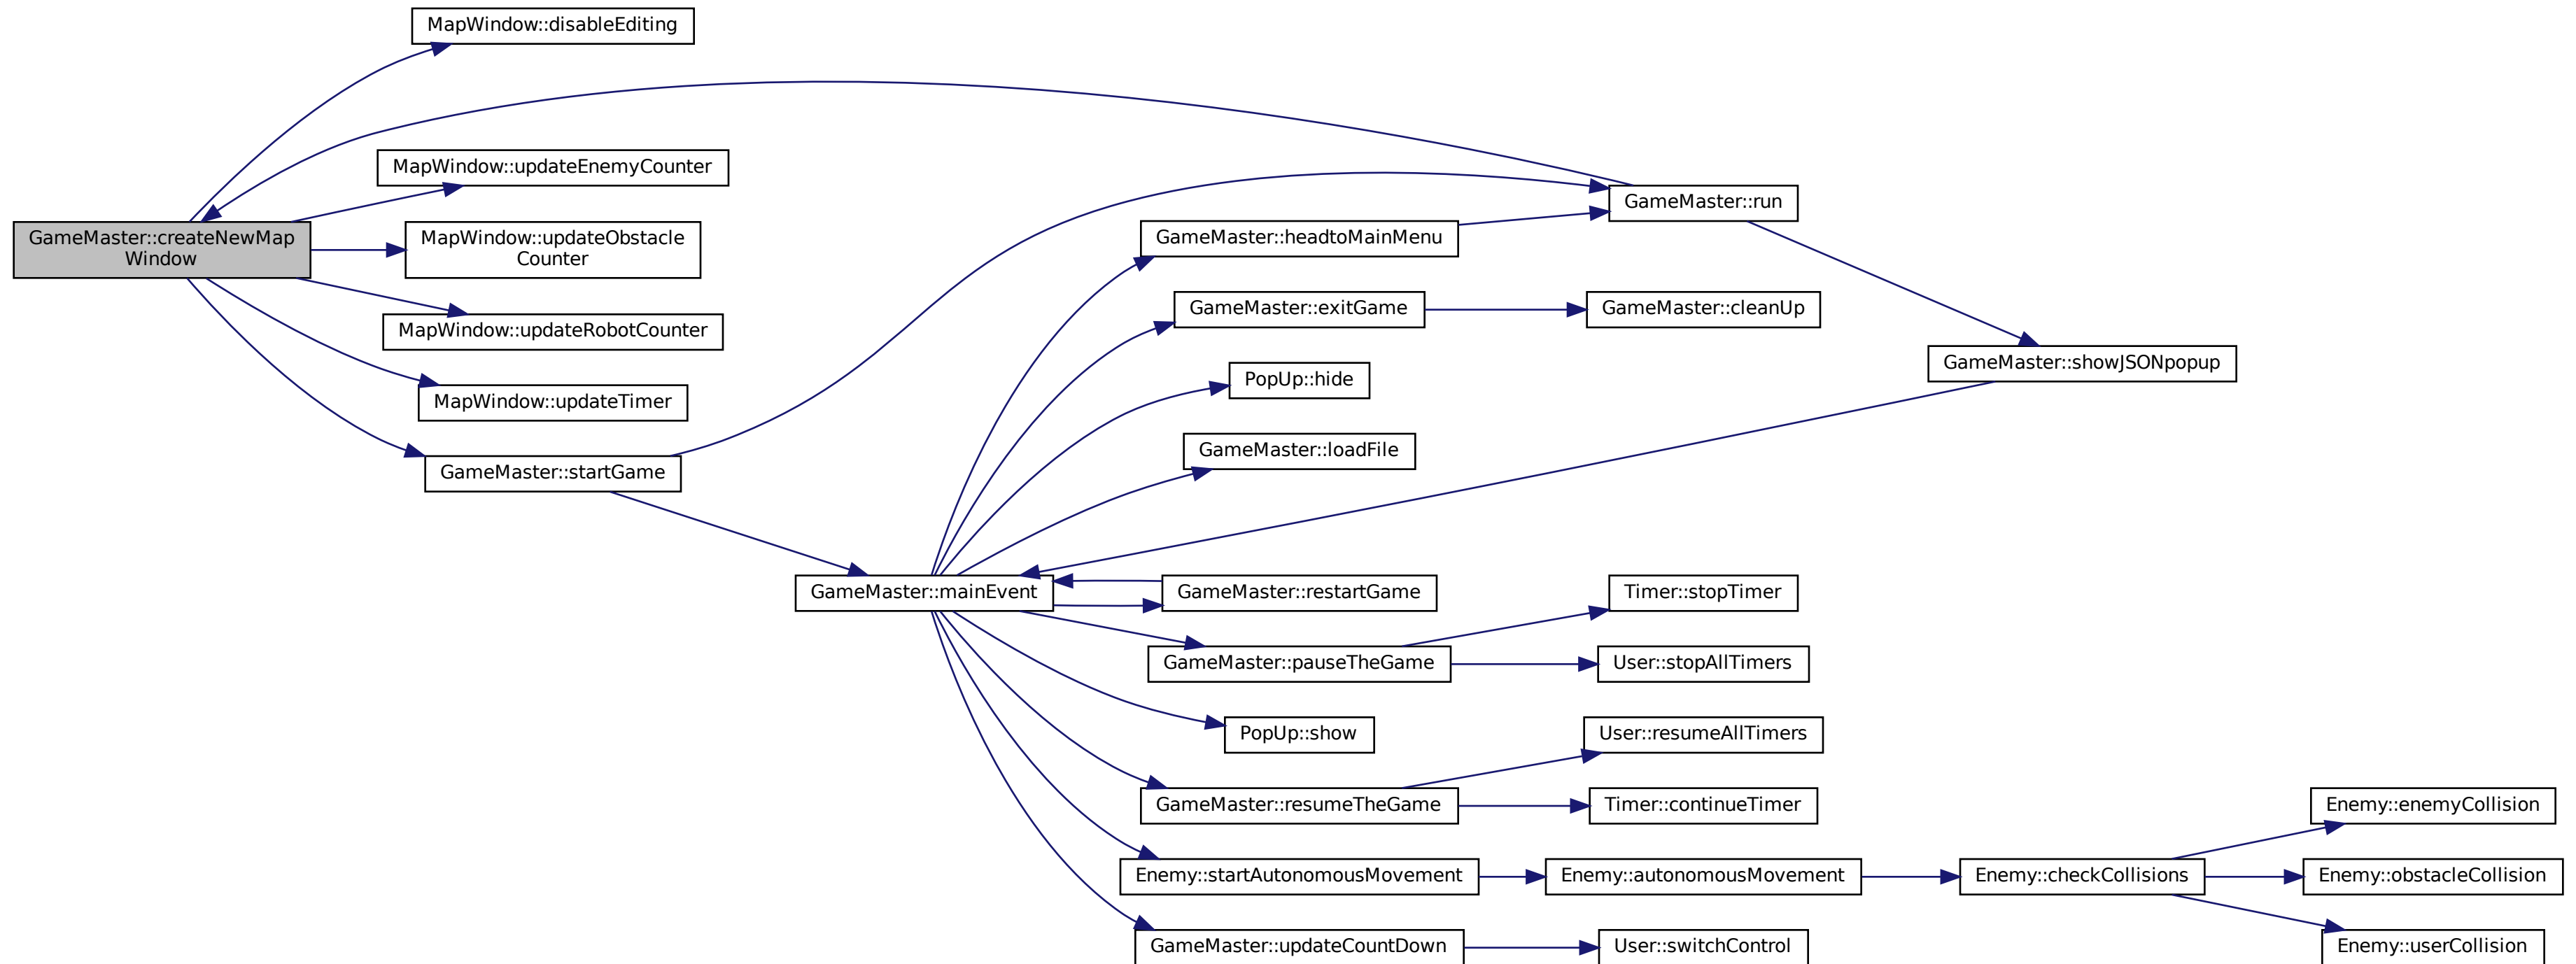 MapWindow::disableEditing
MapWindow::updateEnemyCounter
GameMaster::run
GameMaster::createNewMap
Window
MapWindow::updateObstacle
Counter
GameMaster::headtoMainMenu
GameMaster::exitGame
GameMaster::cleanUp
MapWindow::updateRobotCounter
GameMaster::showJSONpopup
PopUp::hide
MapWindow::updateTimer
GameMaster::loadFile
GameMaster::startGame
GameMaster::mainEvent
GameMaster::restartGame
Timer::stopTimer
GameMaster::pauseTheGame
User::stopAllTimers
PopUp::show
User::resumeAllTimers
GameMaster::resumeTheGame
Timer::continueTimer
Enemy::enemyCollision
Enemy::startAutonomousMovement
Enemy::autonomousMovement
Enemy::checkCollisions
Enemy::obstacleCollision
GameMaster::updateCountDown
User::switchControl
Enemy::userCollision